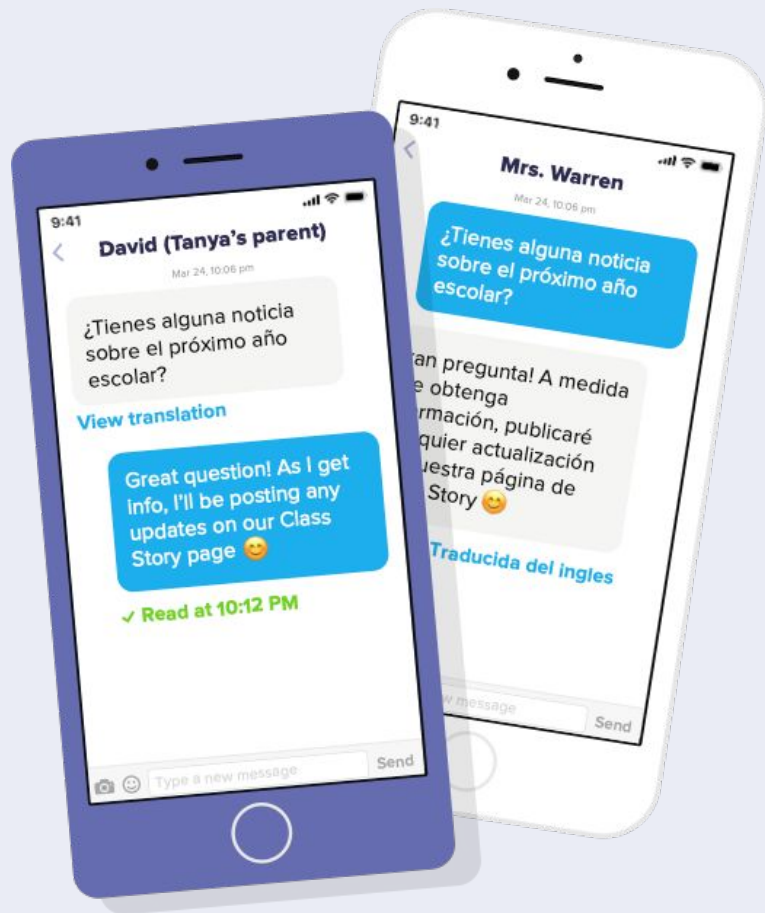 9:41
David (Tanya's parent)
Mar 24, 10:06 pm
¿Tienes alguna noticia
sobre el próximo año
escolar?
View translation
Great question! As I get
info, I'll be posting any
updates on our Class
Story page 😊
✓ Read at 10:12 PM
Type a new message
Send
9:41
Mrs. Warren
Mar 24, 10:06 pm
¿Tienes alguna noticia
sobre el próximo año
escolar?
pregunta! A medida
obtenga
publicaré
actualización
página de
Story 😊
Traducida del ingles
message
Send